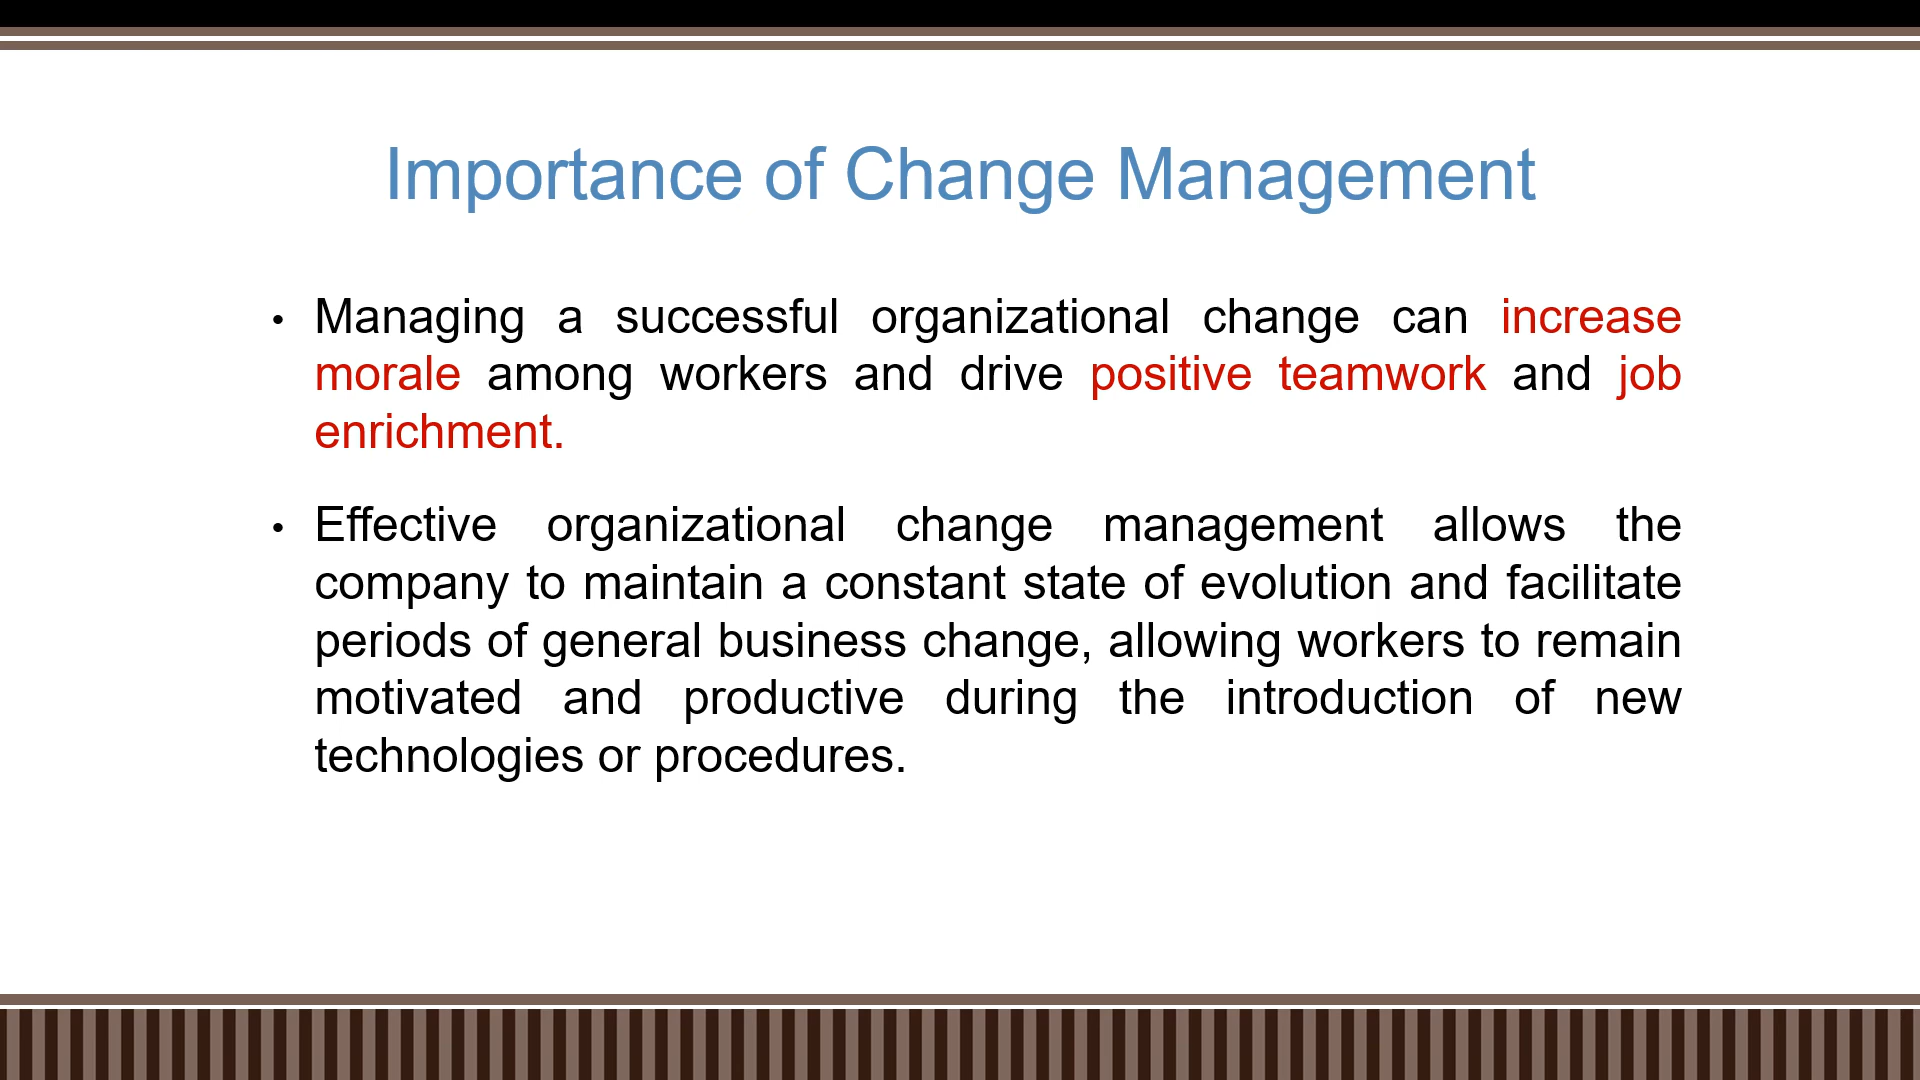 Importance of Change Management
• Managing a successful organizational change can increase
morale among workers and drive positive teamwork and job
enrichment.
• Effective organizational change management allows the
company to maintain a constant state of evolution and facilitate
periods of general business change, allowing workers to remain
motivated and productive during the introduction of new
technologies or procedures.